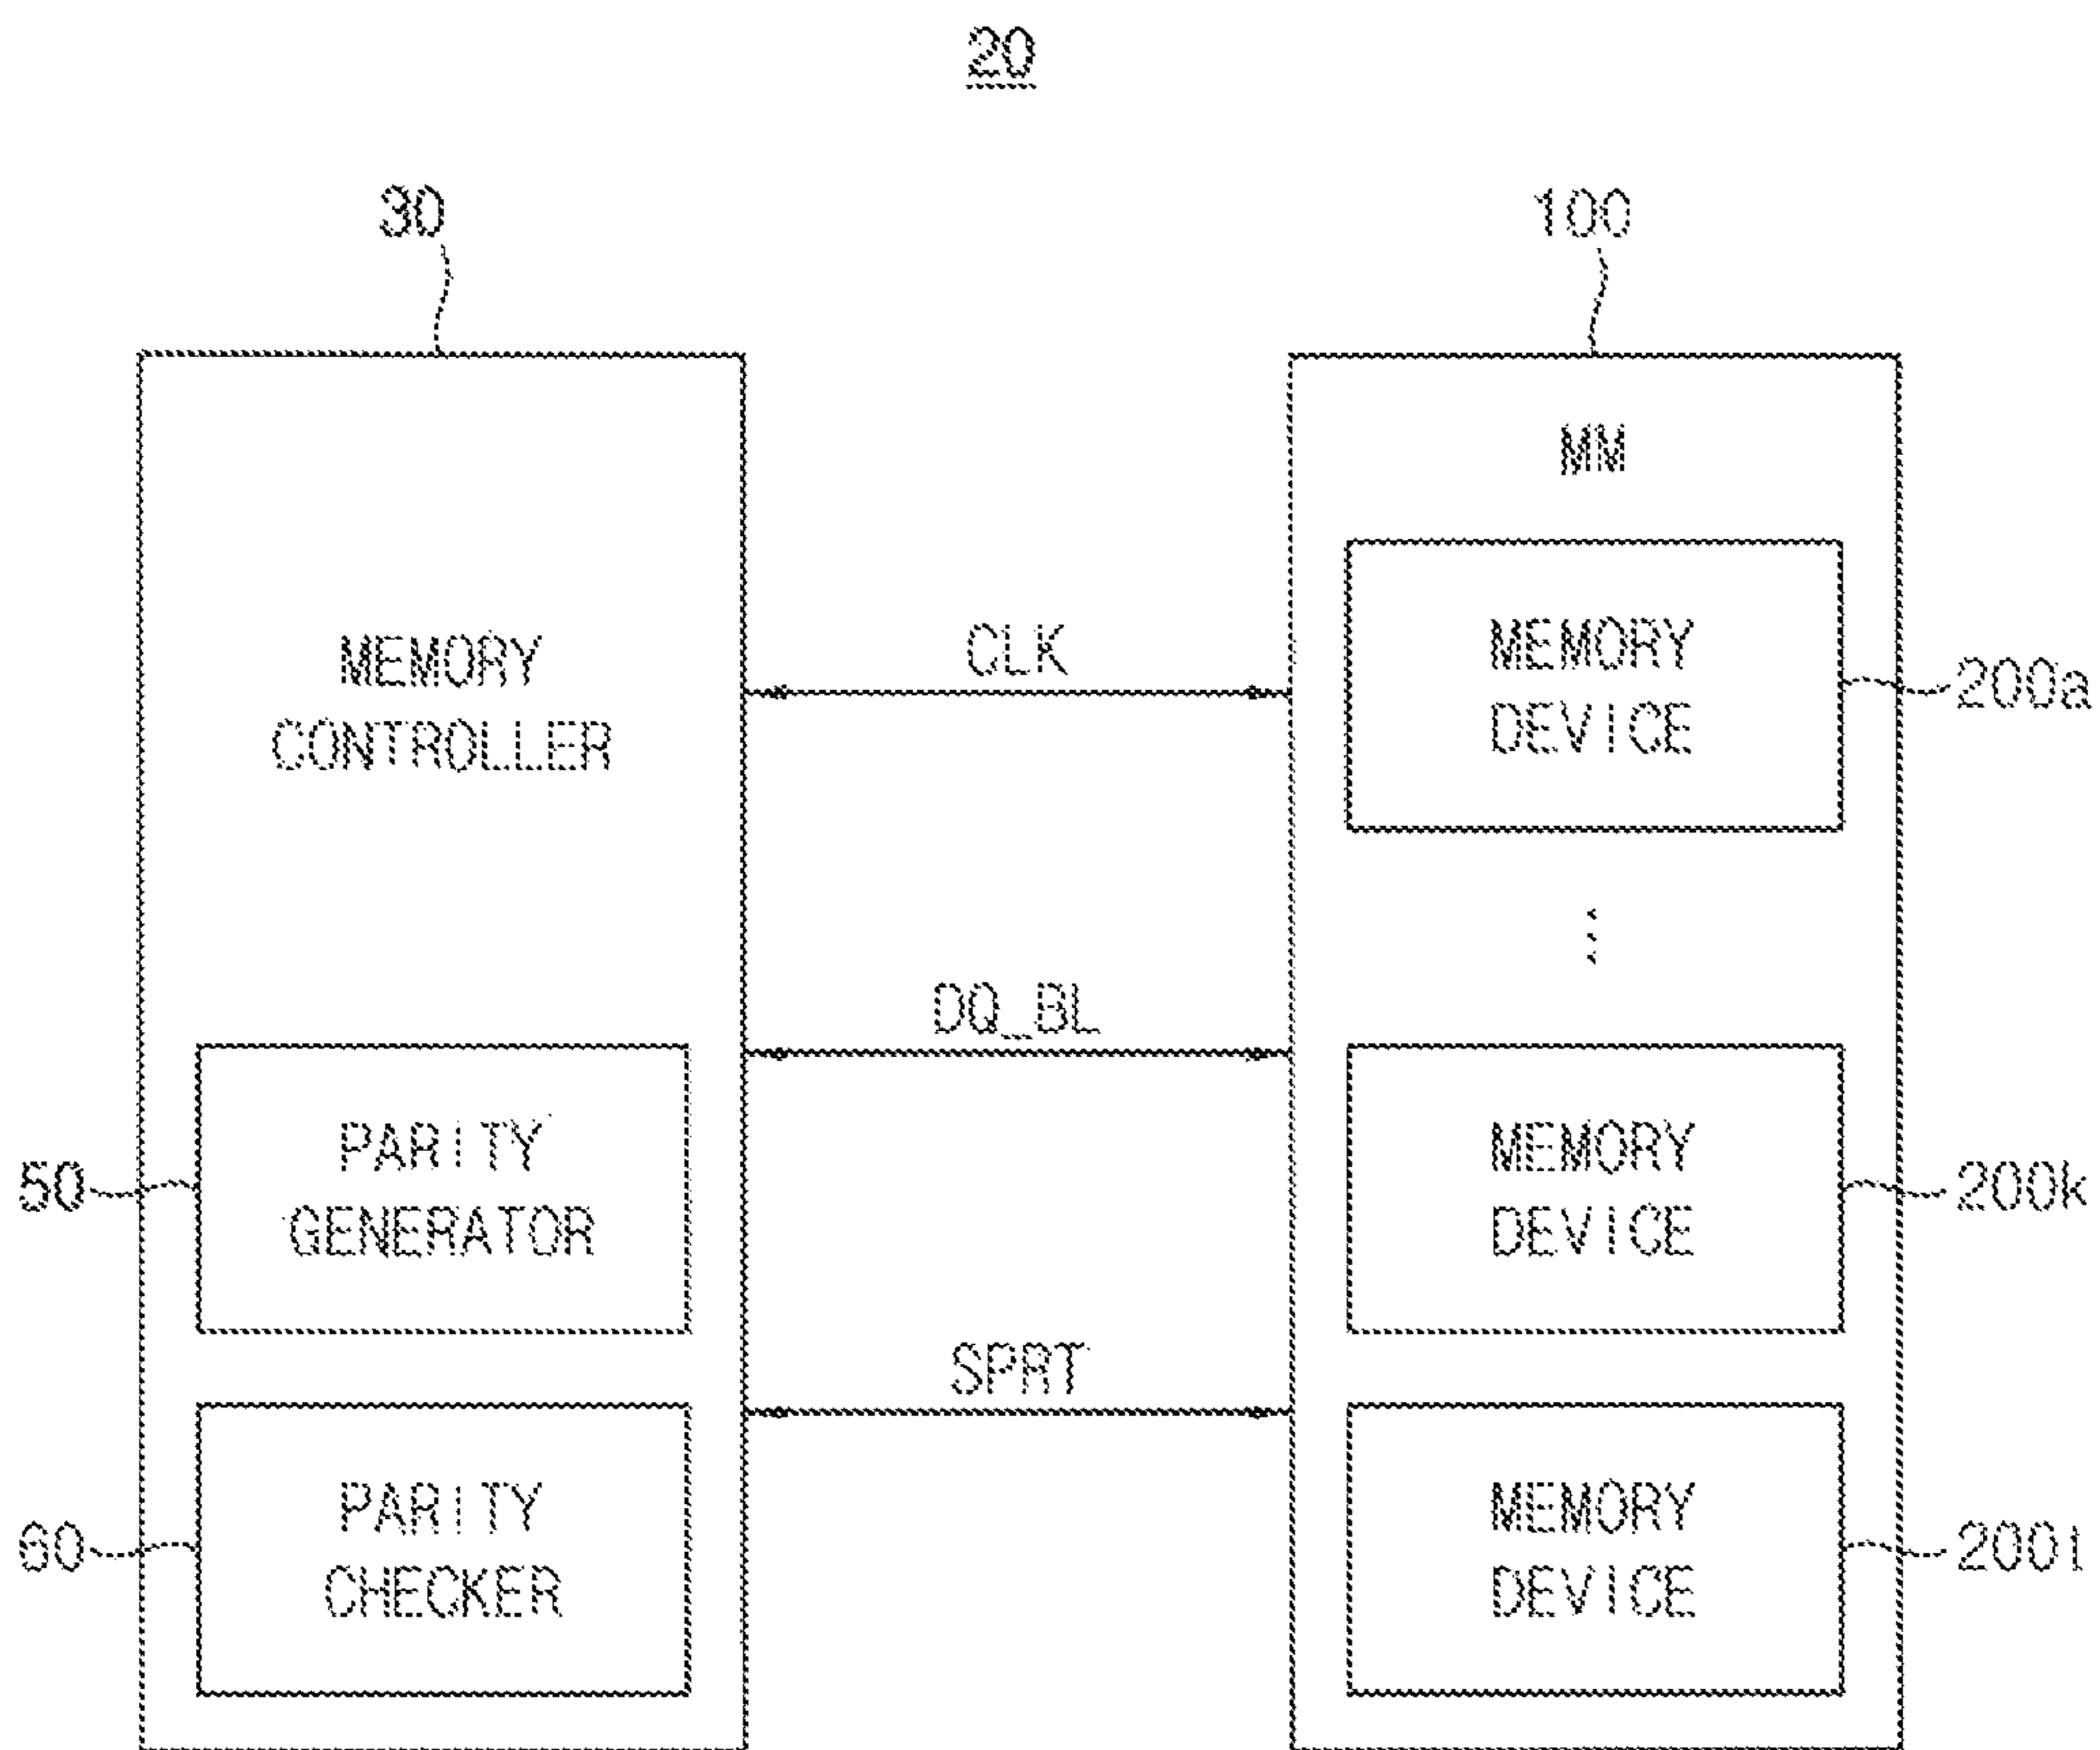 20
30
100
MM
MEMORY
CONTROLLER
CLK
MEMORY
DEVICE
200a
⋮
DQ_BL
50
PARITY
GENERATOR
MEMORY
DEVICE
200k
SPRT
60
PARITY
CHECKER
MEMORY
DEVICE
200l